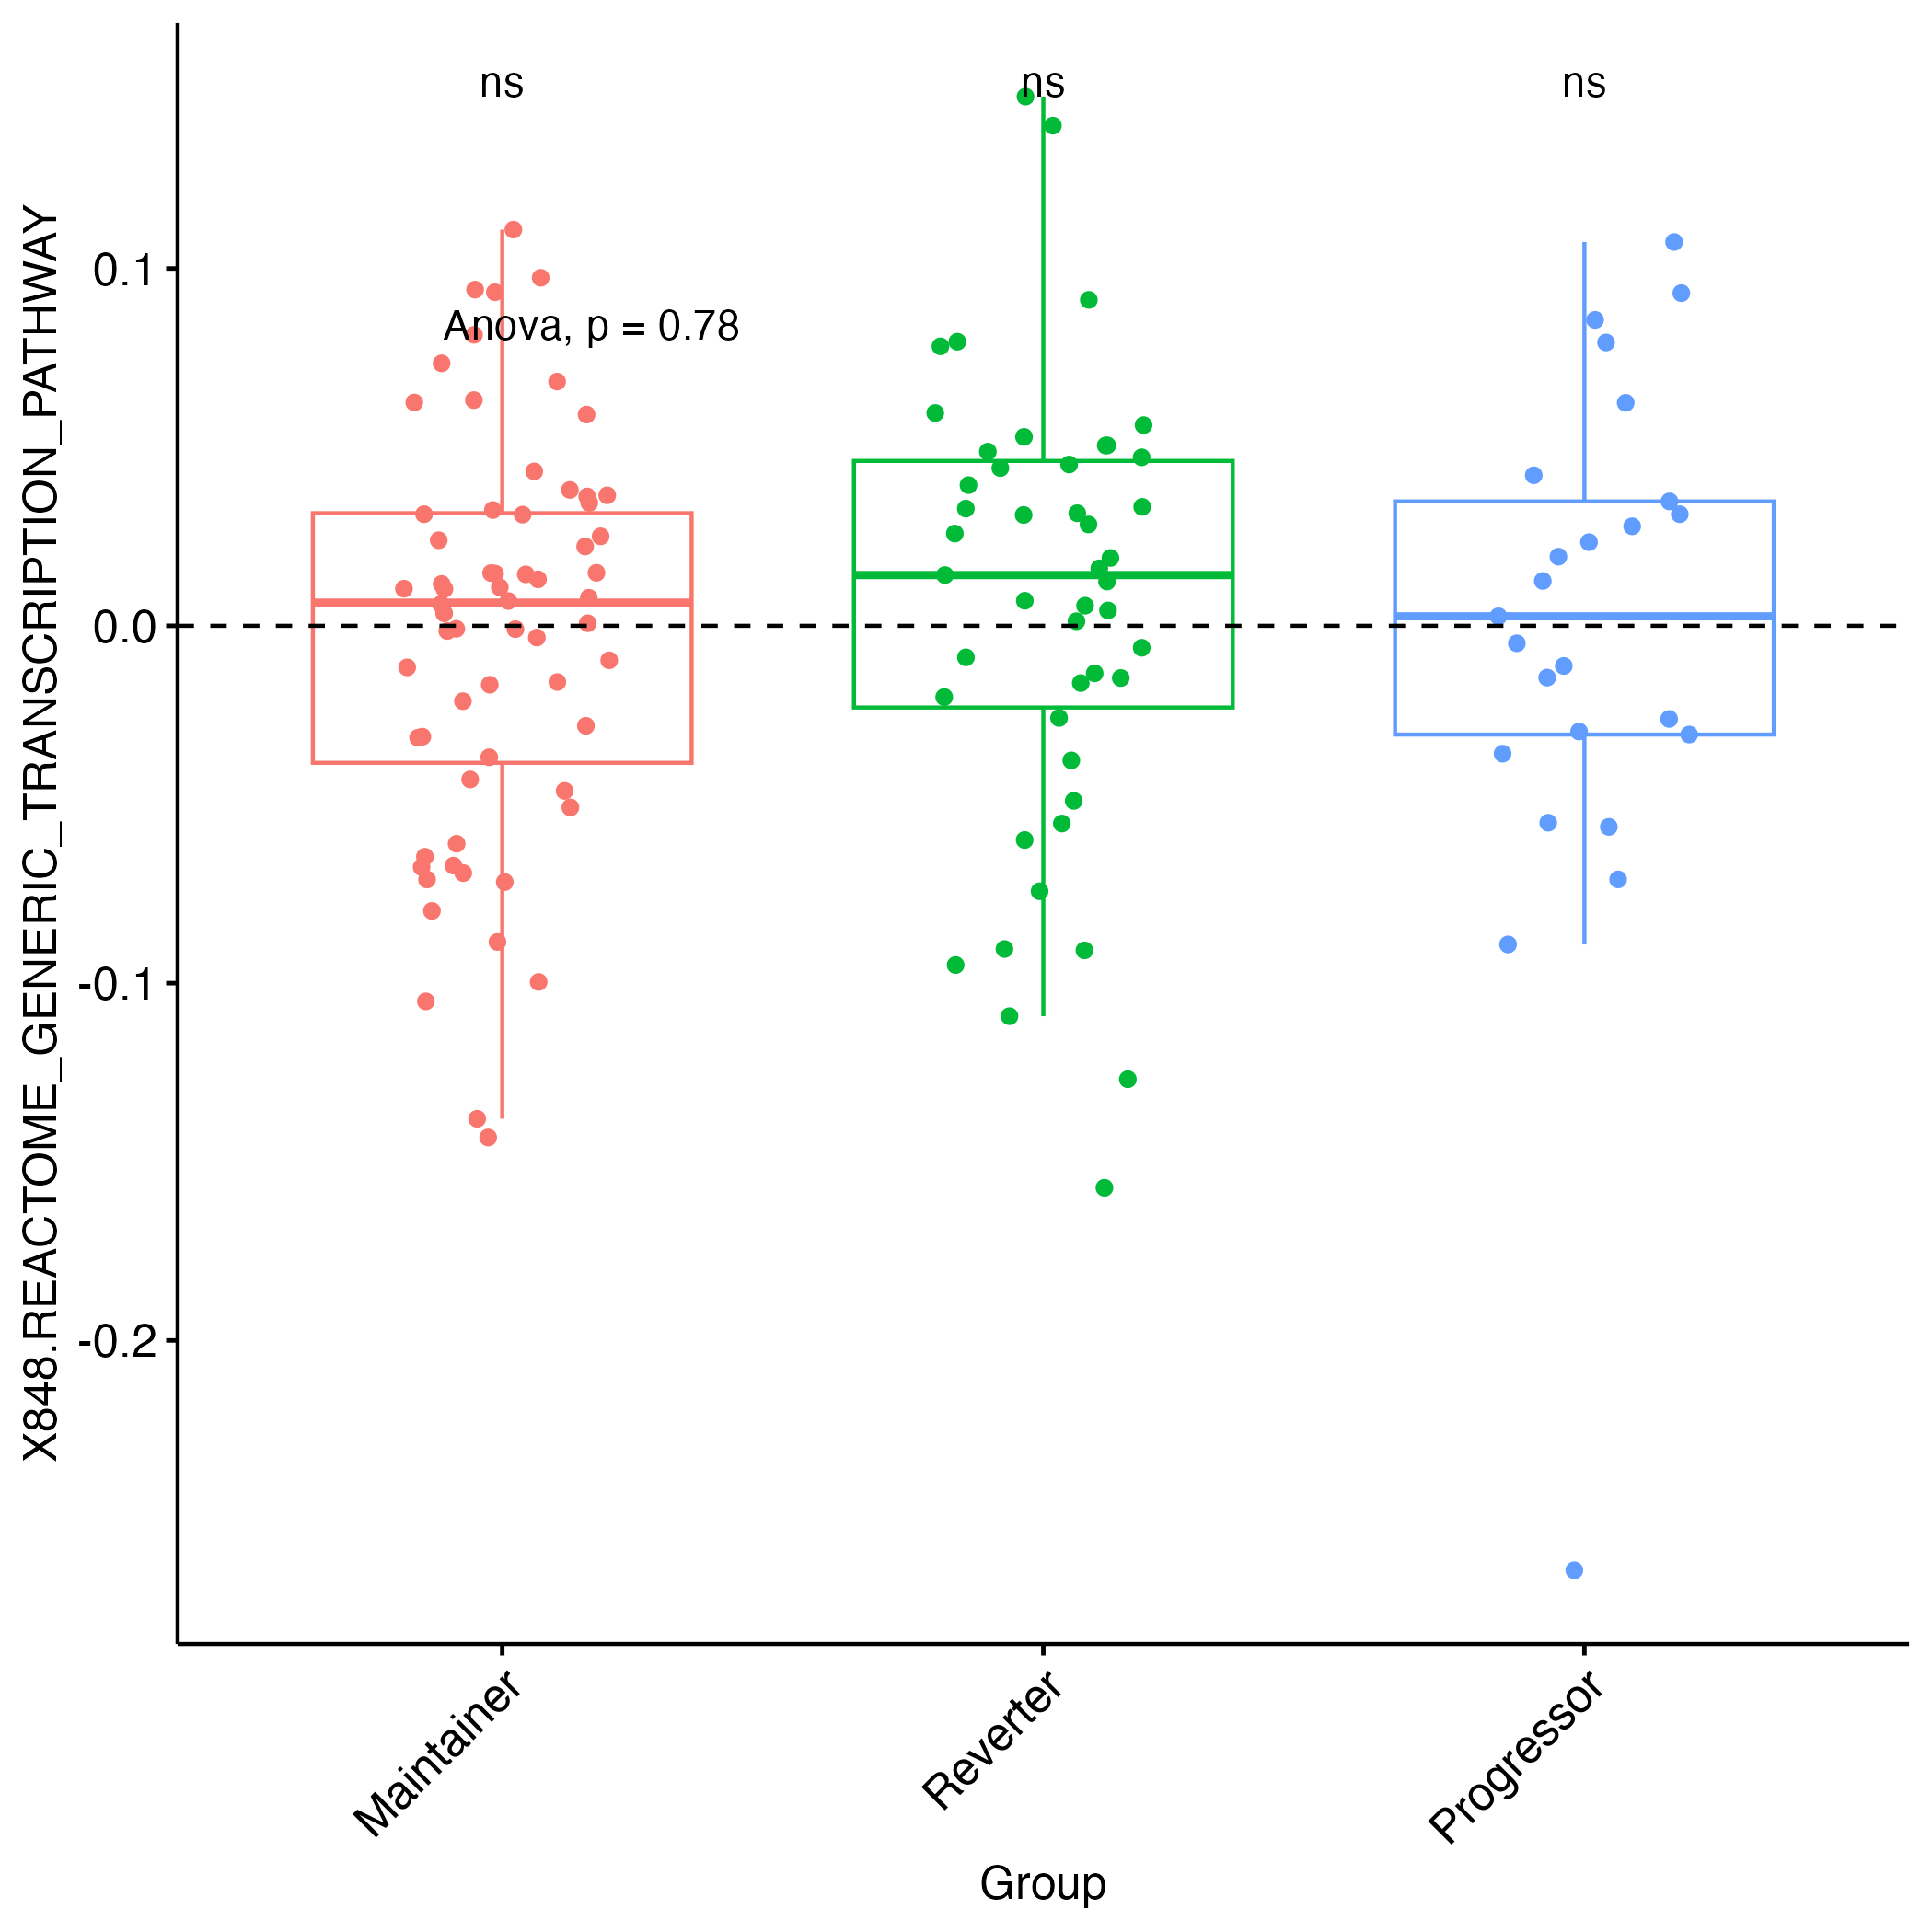 ns ns ns
Anova, p = 0.78
X848.REACTOME_GENERIC_TRANSCRIPTION_PATHWAY
0.1
0.0
-0.1
-0.2
Maintainer Reverter Progressor
Group